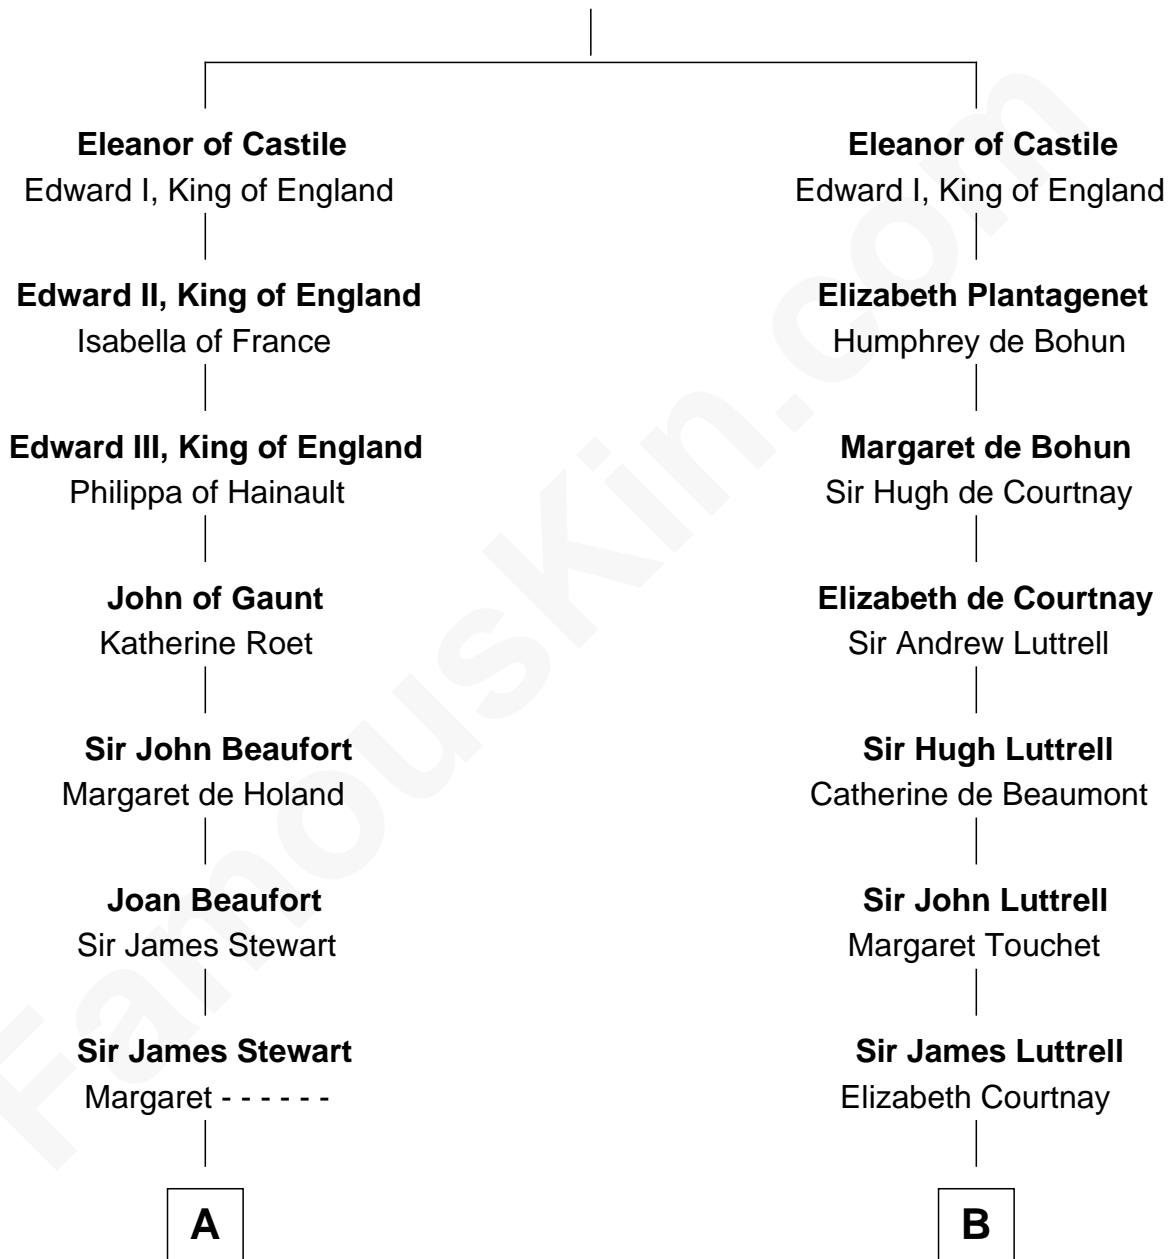 Eleanor of Castile
Edward I, King of England
Edward II, King of England
Isabella of France
Edward III, King of England
Philippa of Hainault
John of Gaunt
Katherine Roet
Sir John Beaufort
Margaret de Holand
Joan Beaufort
Sir James Stewart
Sir James Stewart
Margaret - - - - - -
A
Eleanor of Castile
Edward I, King of England
Elizabeth Plantagenet
Humphrey de Bohun
Margaret de Bohun
Sir Hugh de Courtnay
Elizabeth de Courtnay
Sir Andrew Luttrell
Sir Hugh Luttrell
Catherine de Beaumont
Sir John Luttrell
Margaret Touchet
Sir James Luttrell
Elizabeth Courtnay
B
FamousKin.com